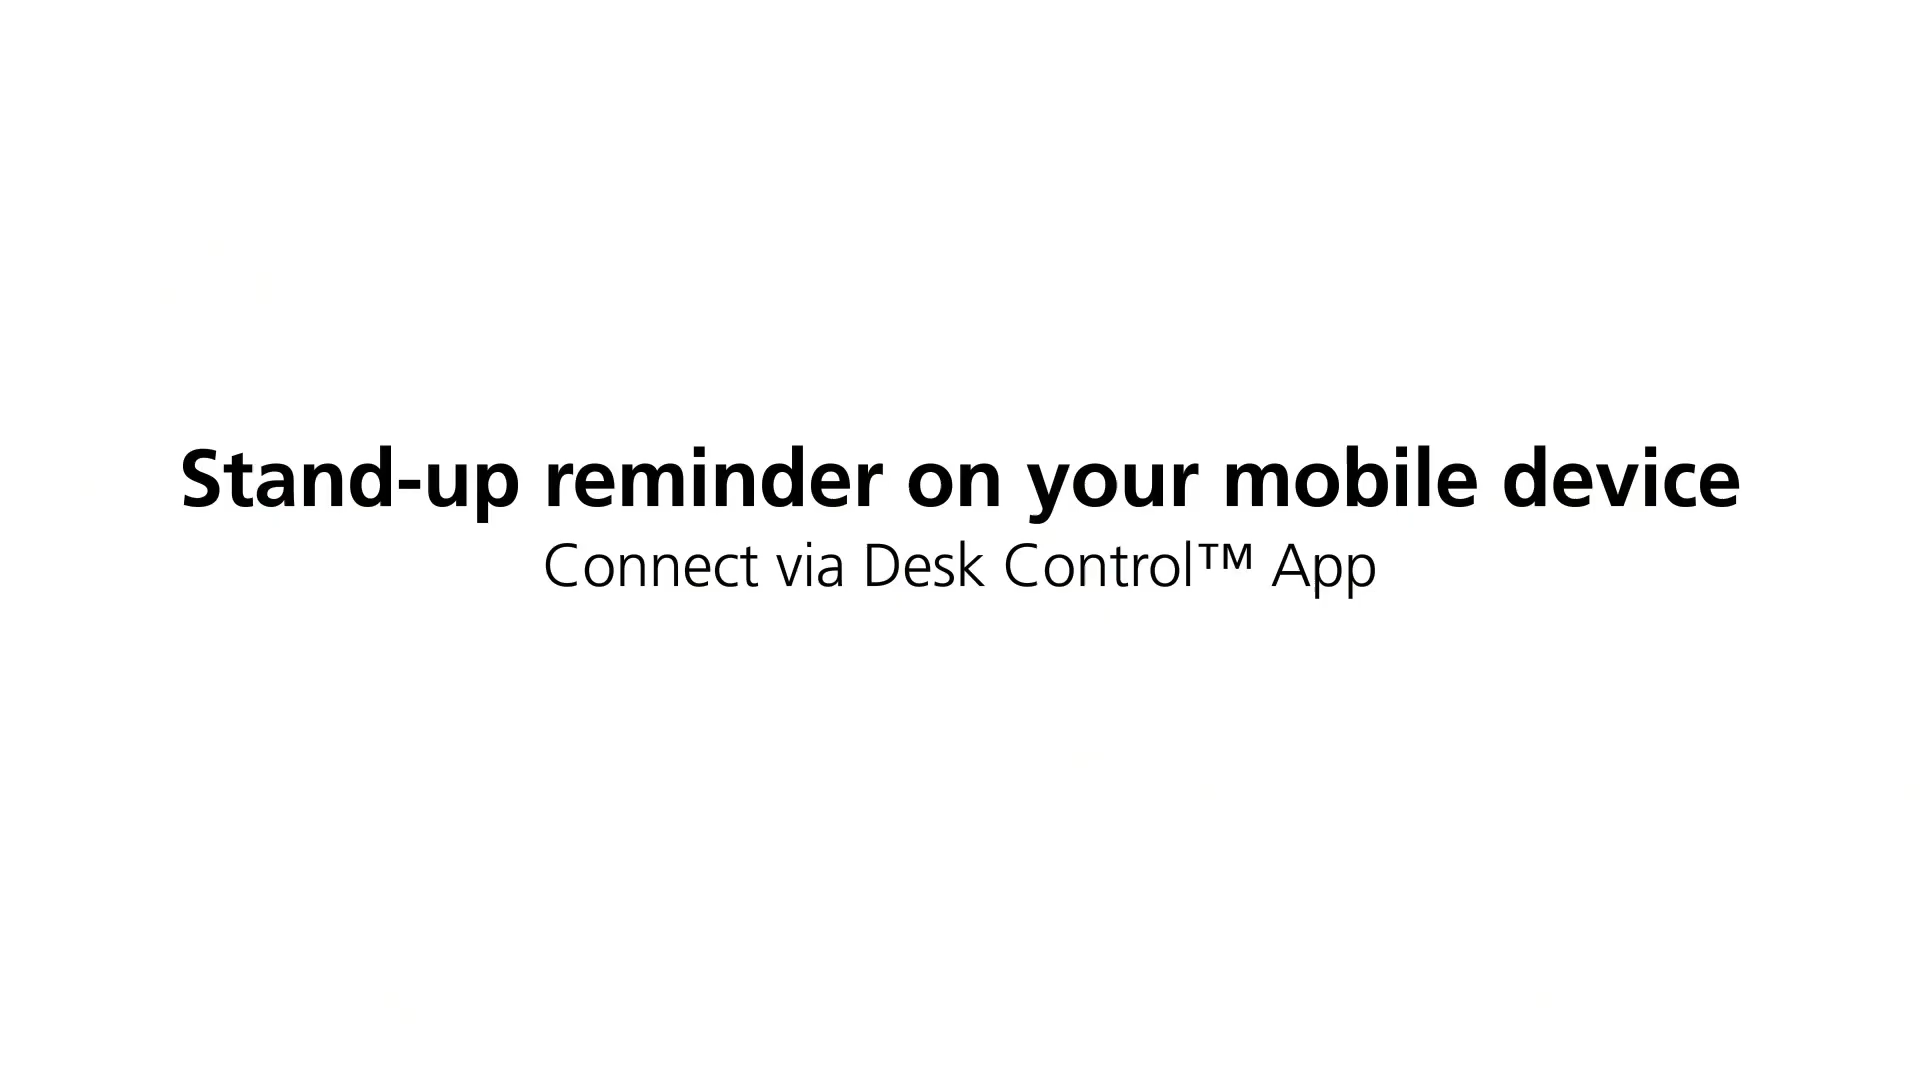 Stand-up reminder on your mobile device
Connect via Desk Control™ App